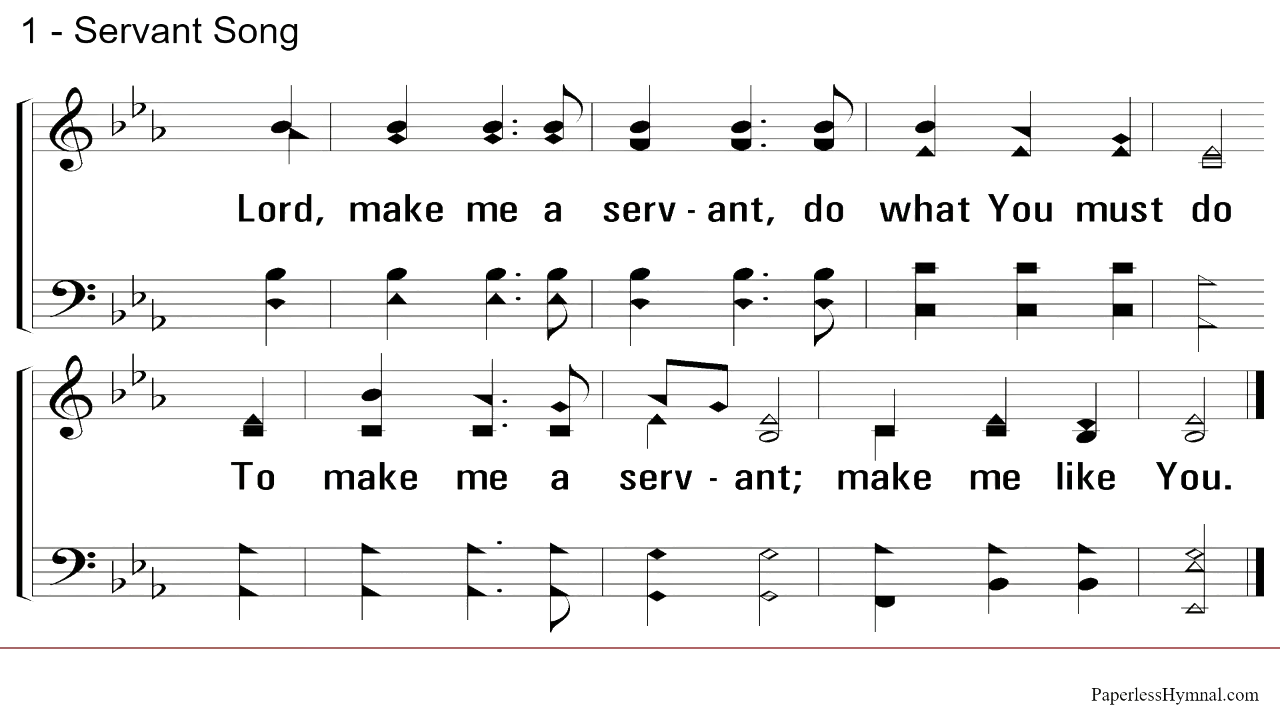 1 - Servant Song
Lord, make me a serv - ant, do what You must do
To make me a serv - ant; make me like You.
PaperlessHymnal.com